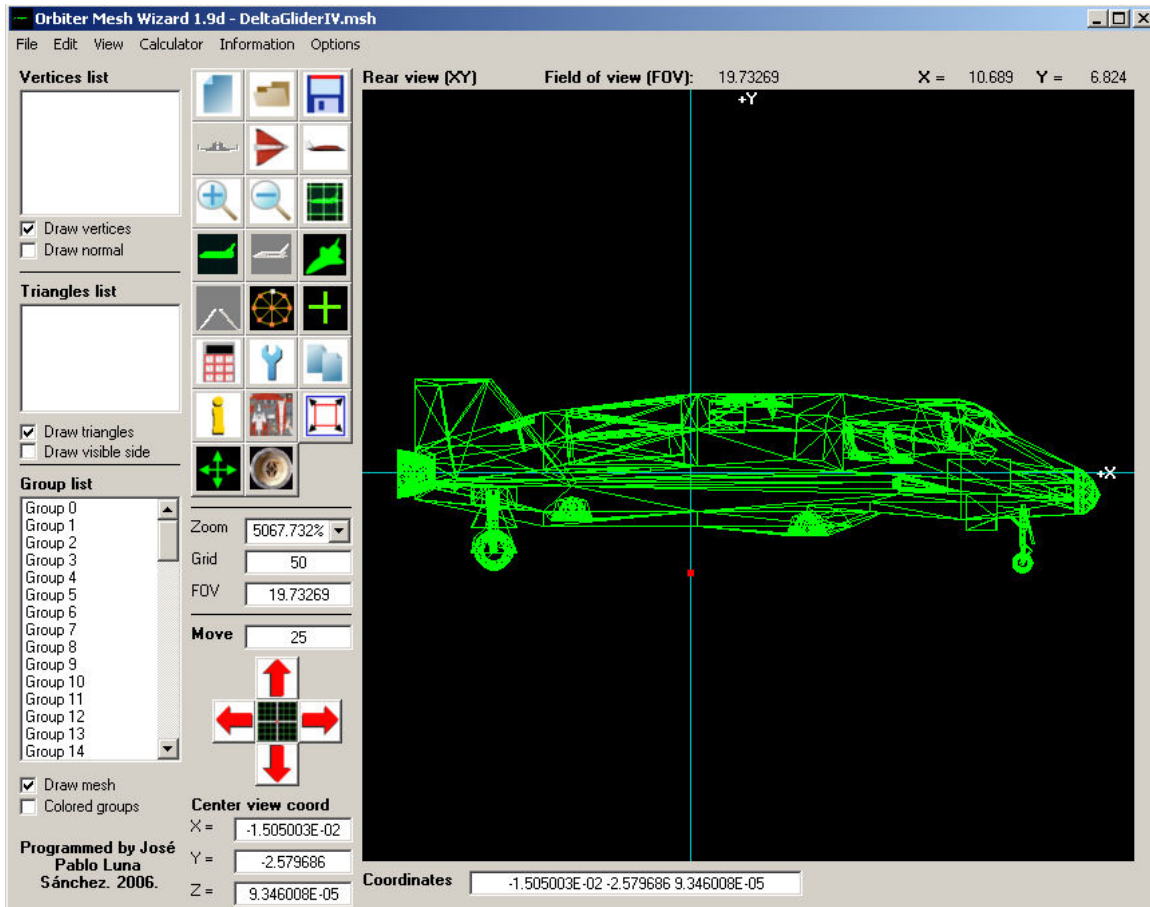 Orbiter Mesh Wizard 1.9d - DeltaGliderIV.msh
File Edit View Calculator Information Options
Vertices list
Draw vertices
Draw normal
Triangles list
Draw triangles
Draw visible side
Group list
Group 0
Group 1
Group 2
Group 3
Group 4
Group 5
Group 6
Group 7
Group 8
Group 9
Group 10
Group 11
Group 12
Group 13
Group 14
Draw mesh
Colored groups
Programmed by José
Pablo Luna
Sánchez. 2006.
Zoom 5067.732%
Grid 50
FOV 19.73269
Move 25
Center view coord
X = -1.505003E-02
Y = -2.579686
Z = 9.346008E-05
Rear view (XY) Field of view (FOV): 19.73269 X = 10.689 Y = 6.824
+Y
+X
Coordinates -1.505003E-02 -2.579686 9.346008E-05